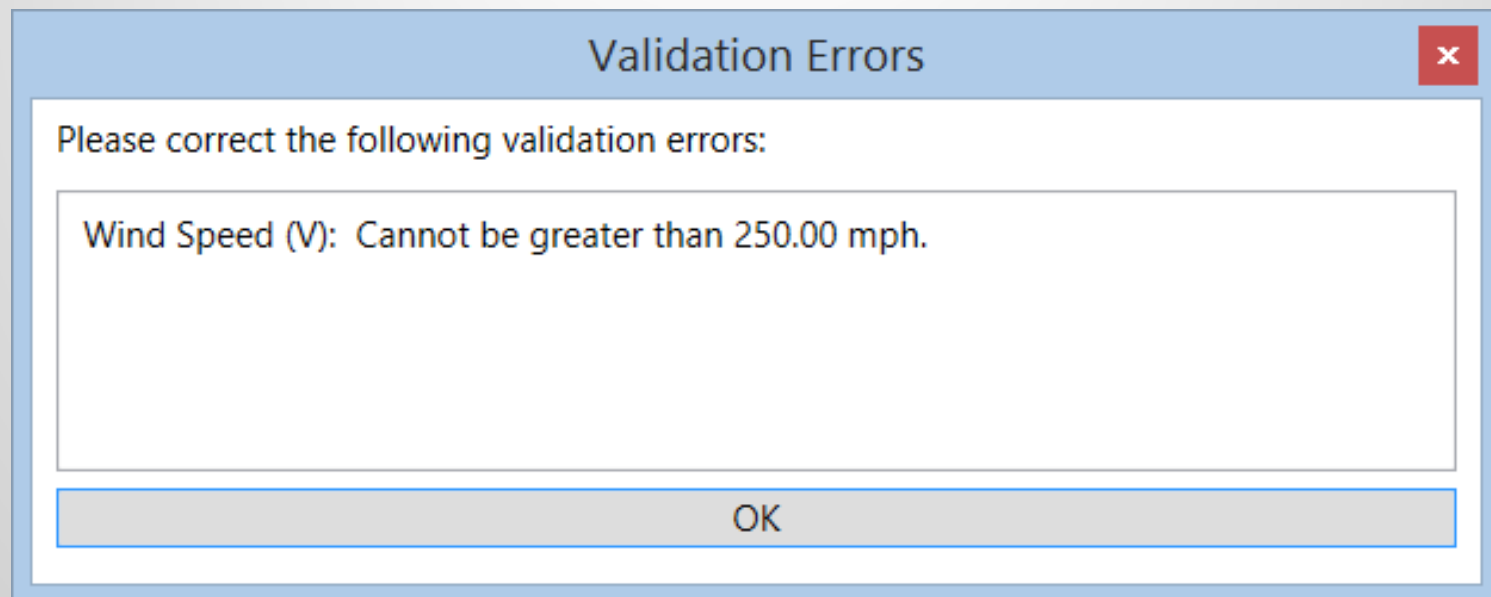 Validation Errors
Please correct the following validation errors:
Wind Speed (V):  Cannot be greater than 250.00 mph.
OK